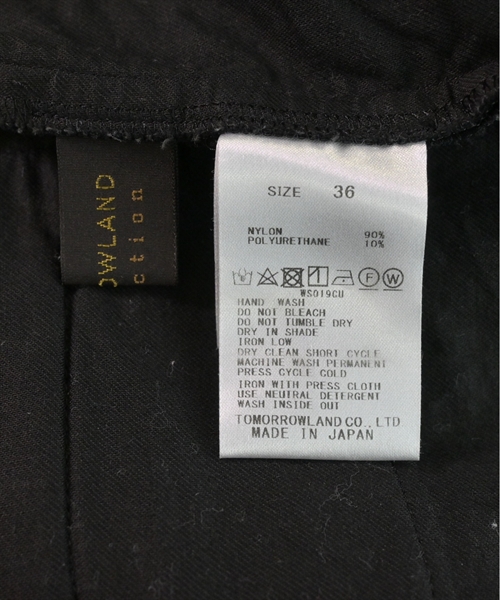 OWLAND
ction
SIZE 36
NYLON 90%
POLYURETHANE 10%
F W
WS019CU
HAND WASH
DO NOT BLEACH
DO NOT TUMBLE DRY
DRY IN SHADE
IRON LOW
DRY CLEAN SHORT CYCLE
MACHINE WASH PERMANENT
PRESS CYCLE COLD
IRON WITH PRESS CLOTH
USE NEUTRAL DETERGENT
WASH INSIDE OUT
TOMORROWLAND CO., LTD
MADE IN JAPAN